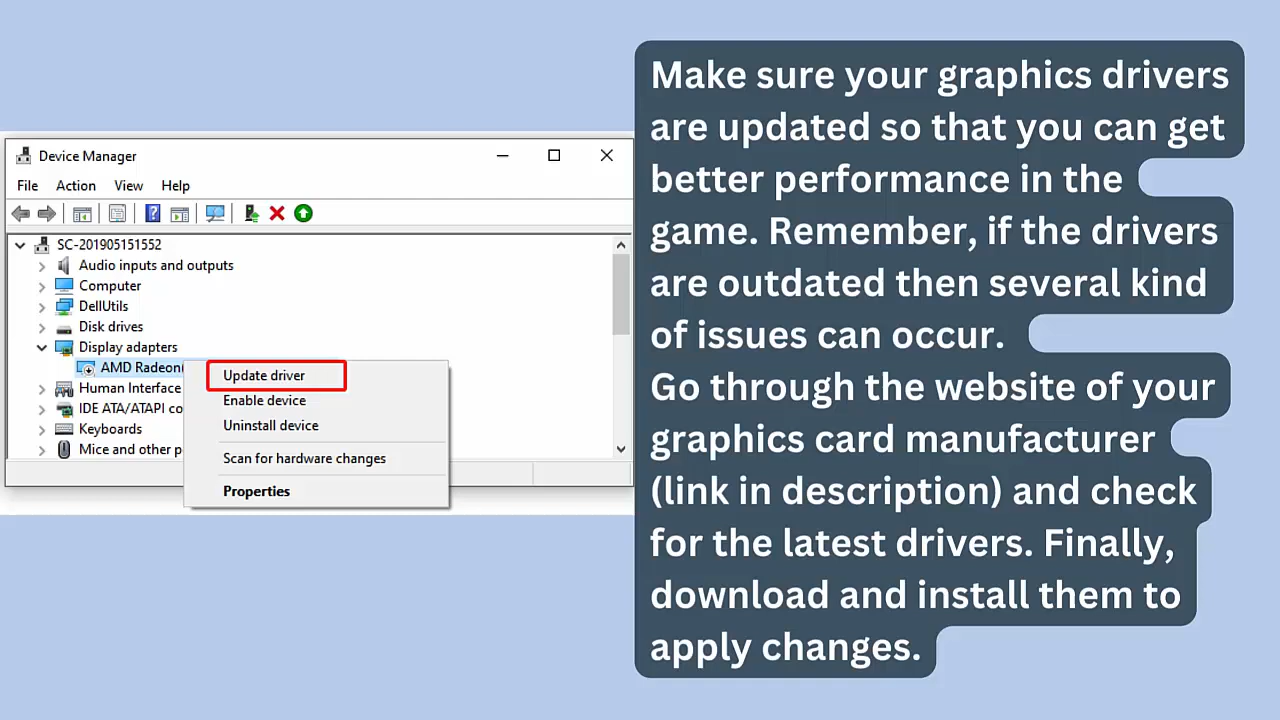 Device Manager
File Action View Help
SC-201905151552
Audio inputs and outputs
Computer
DellUtils
Disk drives
Display adapters
AMD Radeon(
Human Interface
IDE ATA/ATAPI co
Keyboards
Mice and other p
Update driver
Enable device
Uninstall device
Scan for hardware changes
Properties
Make sure your graphics drivers
are updated so that you can get
better performance in the
game. Remember, if the drivers
are outdated then several kind
of issues can occur.
Go through the website of your
graphics card manufacturer
(link in description) and check
for the latest drivers. Finally,
download and install them to
apply changes.